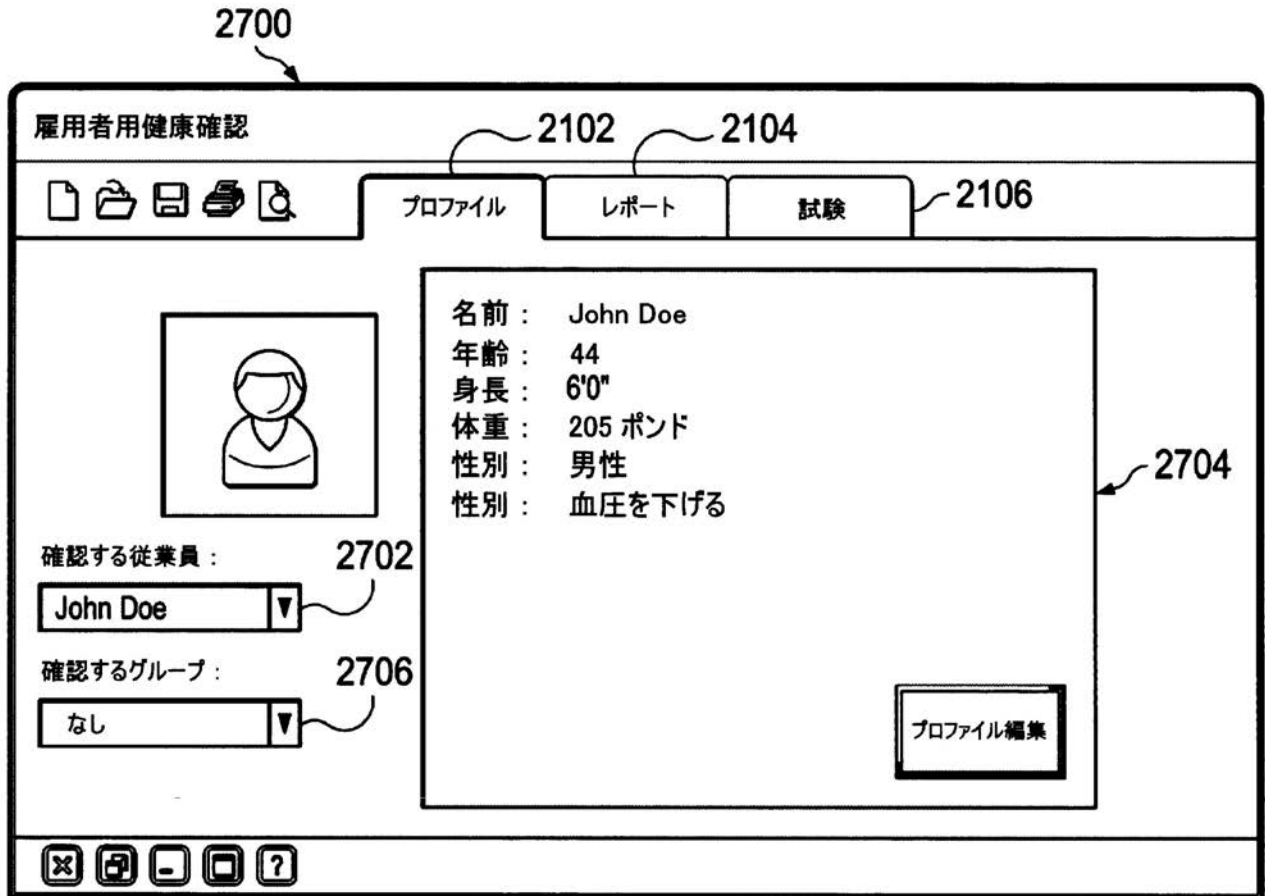 2700
雇用者用健康確認
2102
2104
プロファイル
レポート
試験
2106
名前： John Doe
年齢： 44
身長： 6'0"
体重： 205 ポンド
性別： 男性
性別： 血圧を下げる
2704
確認する従業員：
2702
John Doe
確認するグループ：
2706
なし
プロファイル編集
?